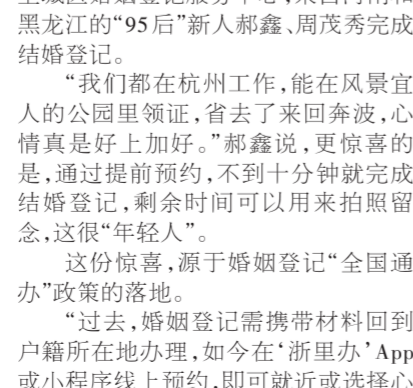 黑龙江的“95后”新人郝鑫、周茂秀完成
结婚登记。
“我们都在杭州工作，能在风景宜
人的公园里领证，省去了来回奔波，心
情真是好上加好。”郝鑫说，更惊喜的
是，通过提前预约，不到十分钟就完成
结婚登记，剩余时间可以用来拍照留
念，这很“年轻人”。
这份惊喜，源于婚姻登记“全国通
办”政策的落地。
“过去，婚姻登记需携带材料回到
户籍所在地办理，如今在‘浙里办’App
或小程序线上预约，即可就近或选择心